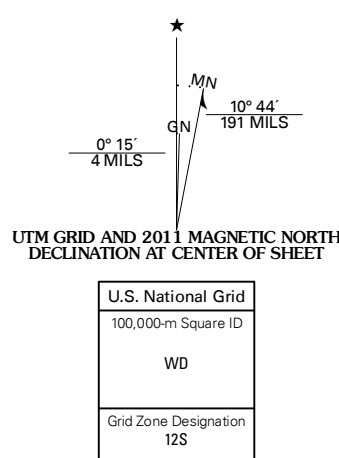 ★
MN
10° 44´
191 MILS
GN
0° 15´
4 MILS
UTM GRID AND 2011 MAGNETIC NORTH
DECLINATION AT CENTER OF SHEET
U.S. National Grid
100,000-m Square ID
WD
Grid Zone Designation
12S